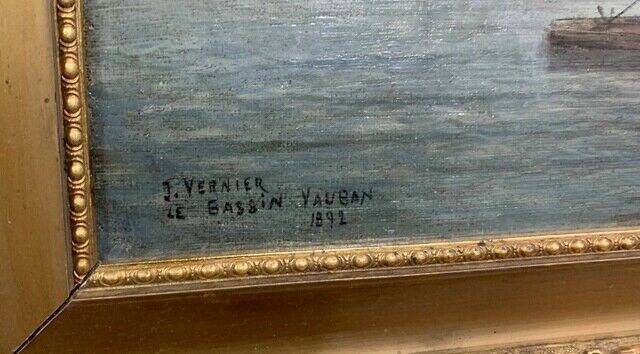 J. VERNIER
LE BASSIN VAUBAN
1892